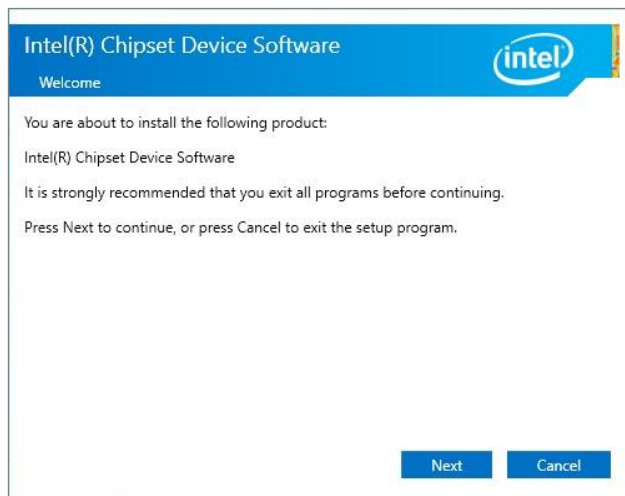 Intel(R) Chipset Device Software
intel
Welcome
You are about to install the following product:
Intel(R) Chipset Device Software
It is strongly recommended that you exit all programs before continuing.
Press Next to continue, or press Cancel to exit the setup program.
Next
Cancel